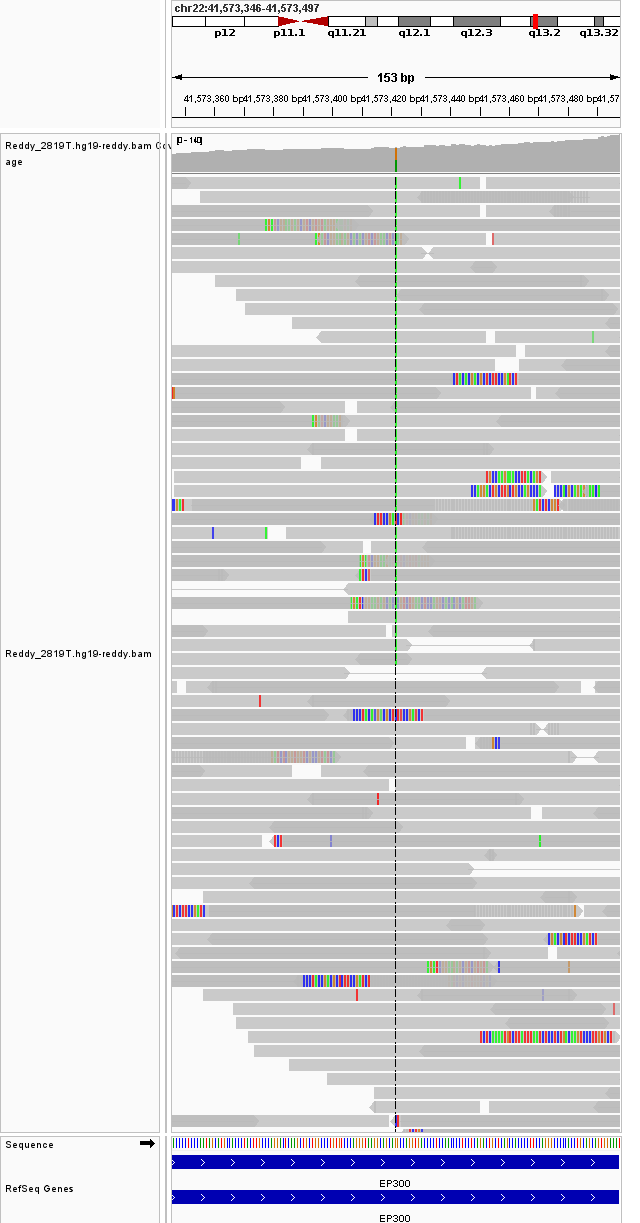 chr22:41,573,346-41,573,497
p12 p11.1 q11.21 q12.1 q12.3 q13.2 q13.32
153 bp
41,573,360 bp 41,573,380 bp 41,573,400 bp 41,573,420 bp 41,573,440 bp 41,573,460 bp 41,573,480 bp 41,57
Reddy_2819T.hg19-reddy.bam Cov
age
[0 - 140]
Reddy_2819T.hg19-reddy.bam
Sequence
RefSeq Genes
EP300
EP300